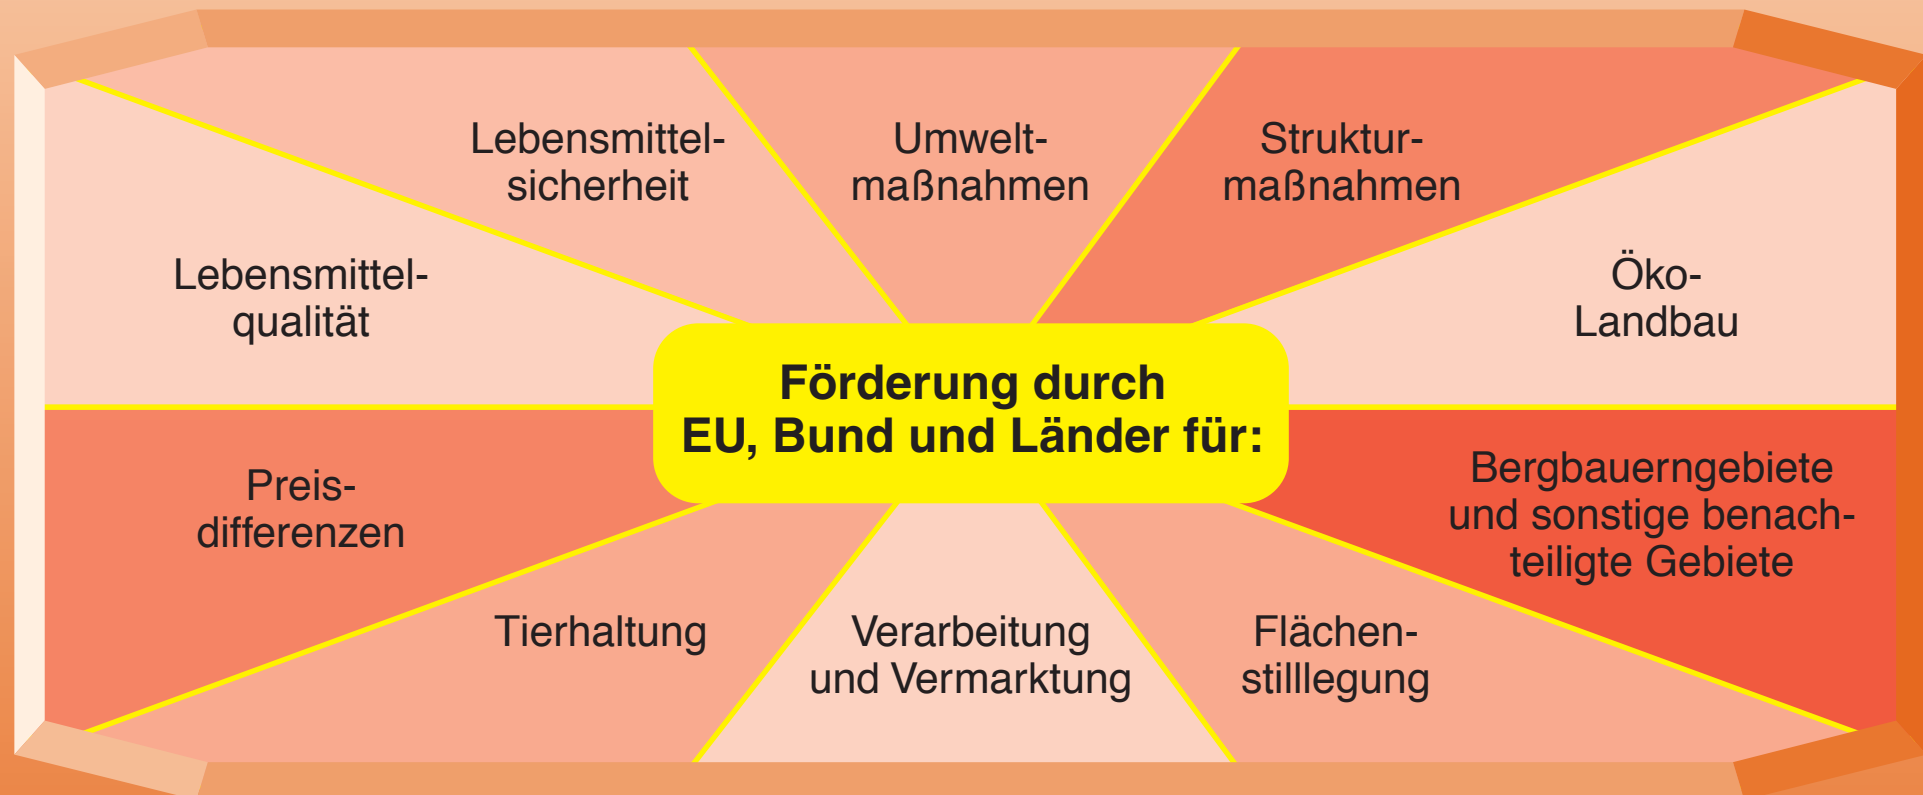 Lebensmittel-
sicherheit
Umwelt-
maßnahmen
Struktur-
maßnahmen
Lebensmittel-
qualität
Öko-
Landbau
Förderung durch
EU, Bund und Länder für:
Preis-
differenzen
Bergbauerngebiete
und sonstige benach-
teiligte Gebiete
Tierhaltung
Verarbeitung
und Vermarktung
Flächen-
stilllegung